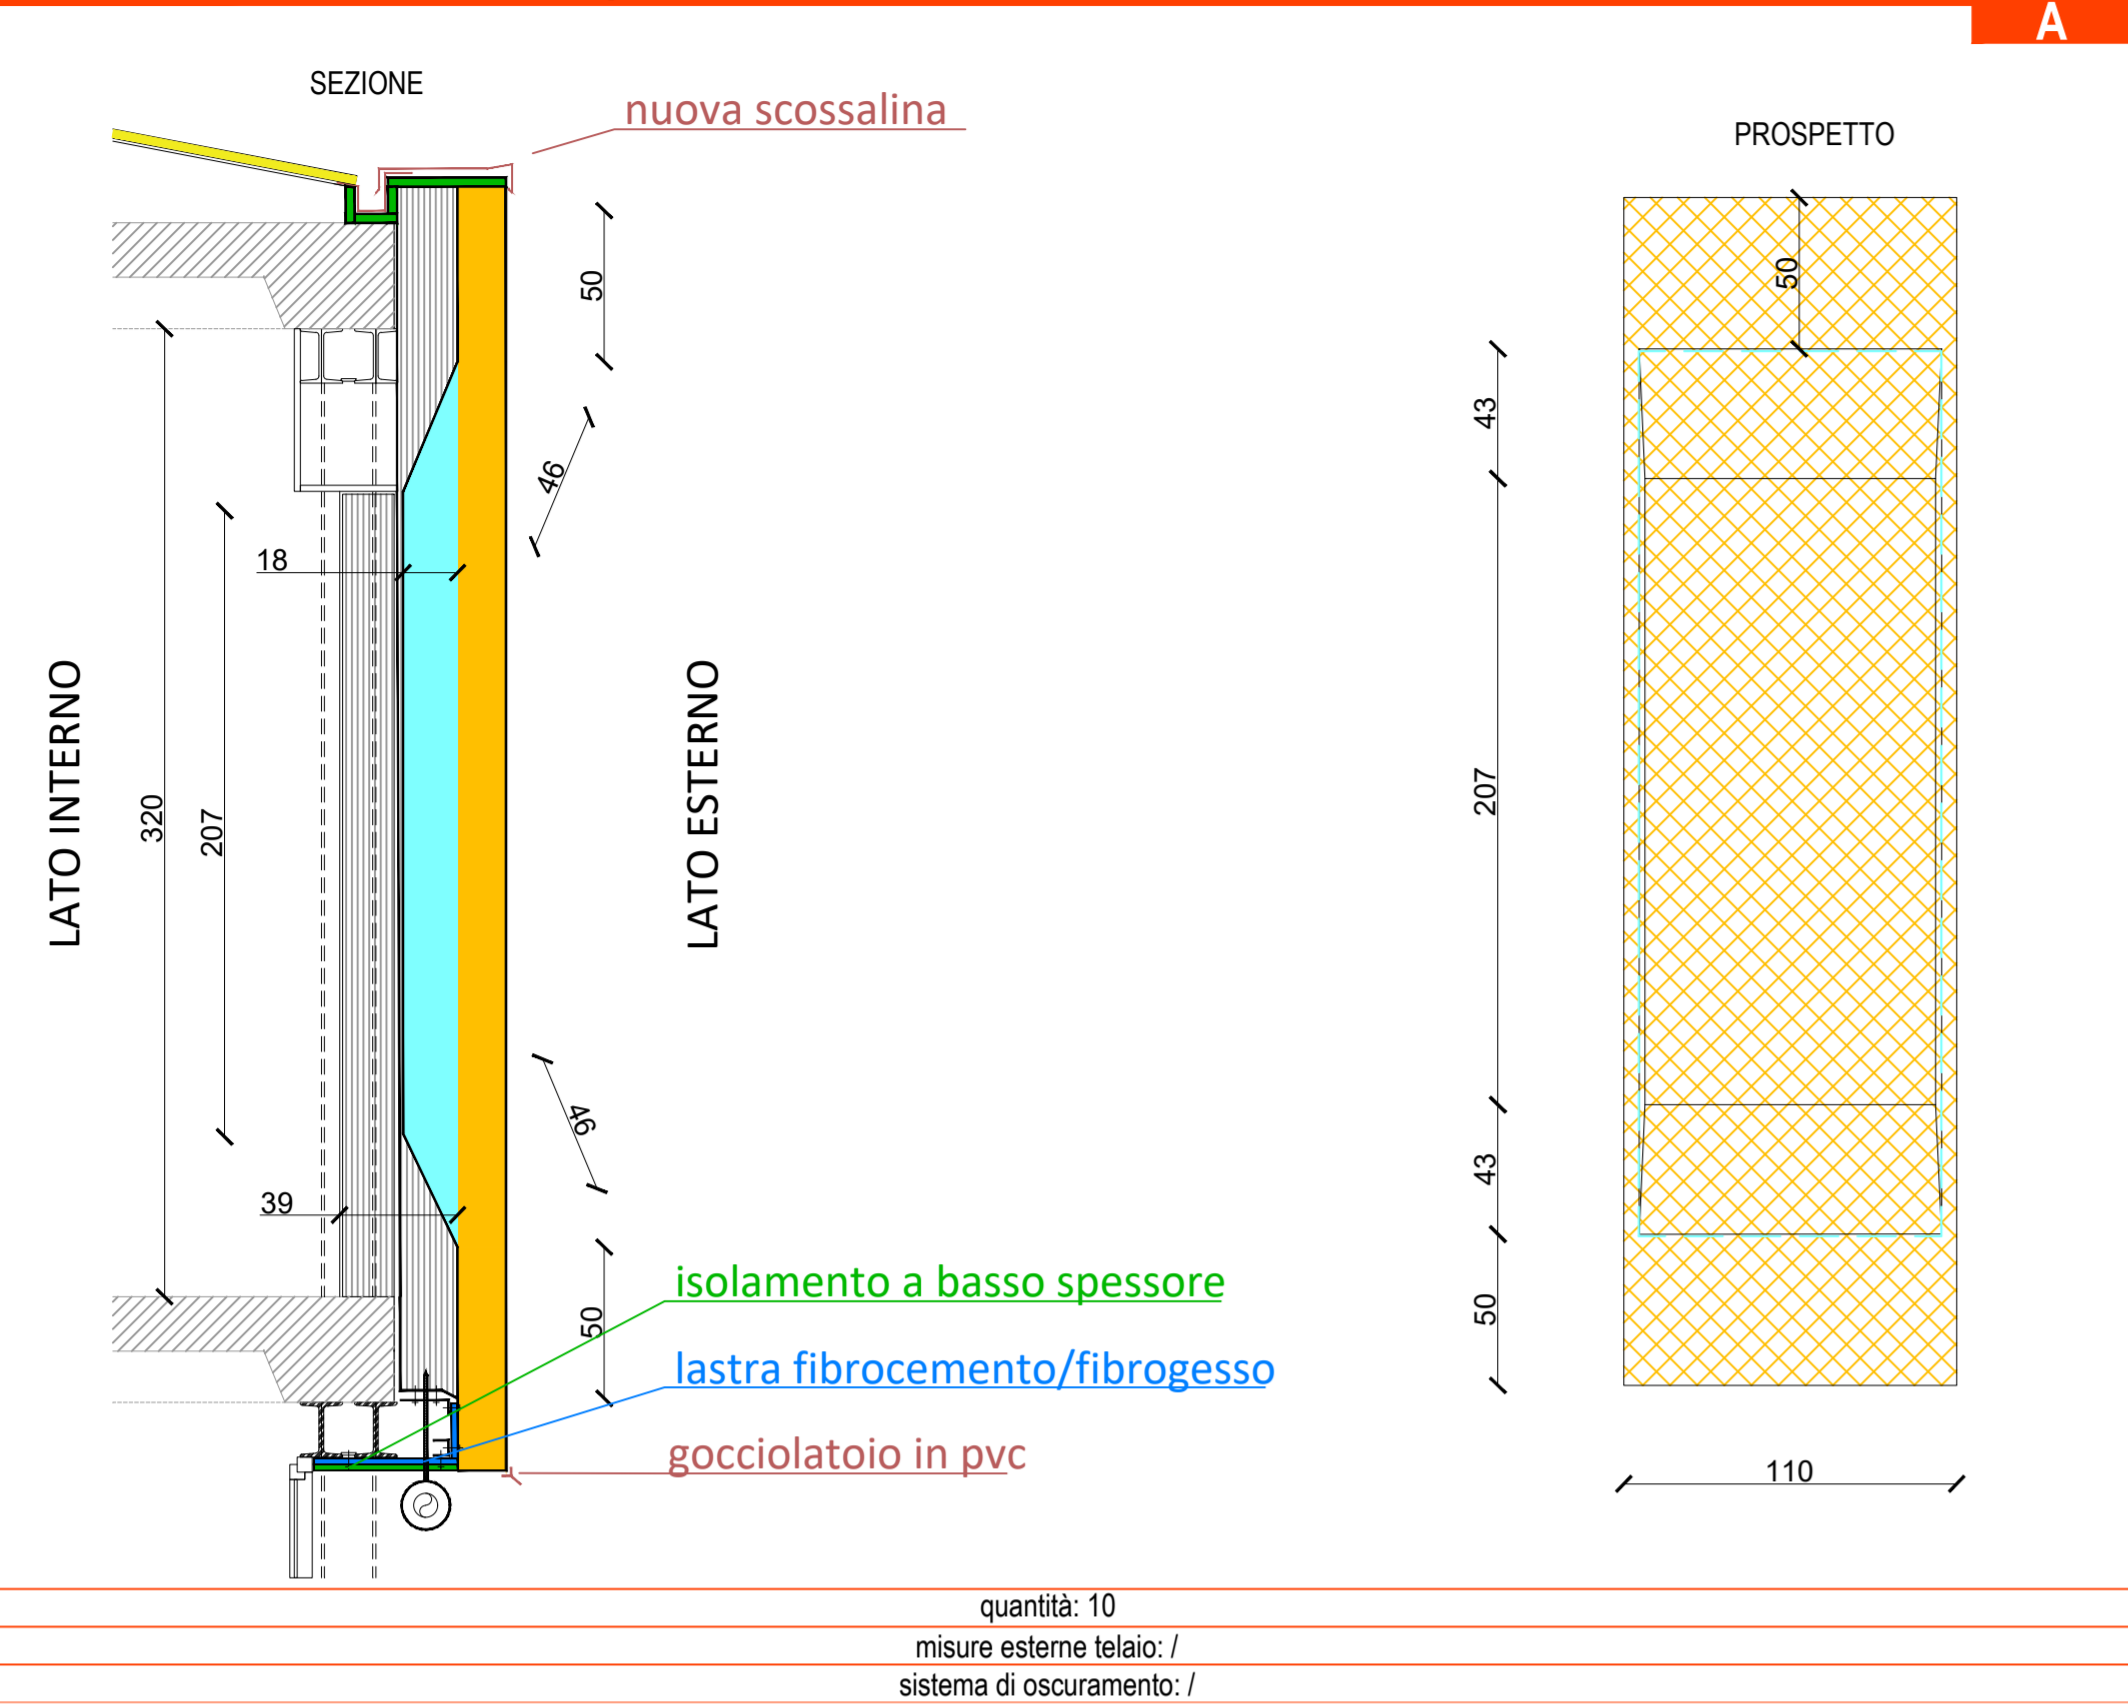 A
SEZIONE
nuova scossalina
PROSPETTO
50
50
43
46
18
LATO INTERNO
320
207
LATO ESTERNO
207
46
43
39
isolamento a basso spessore
50
50
lastra fibrocemento/fibrogesso
gocciolatoio in pvc
110
quantità: 10
misure esterne telaio: /
sistema di oscuramento: /